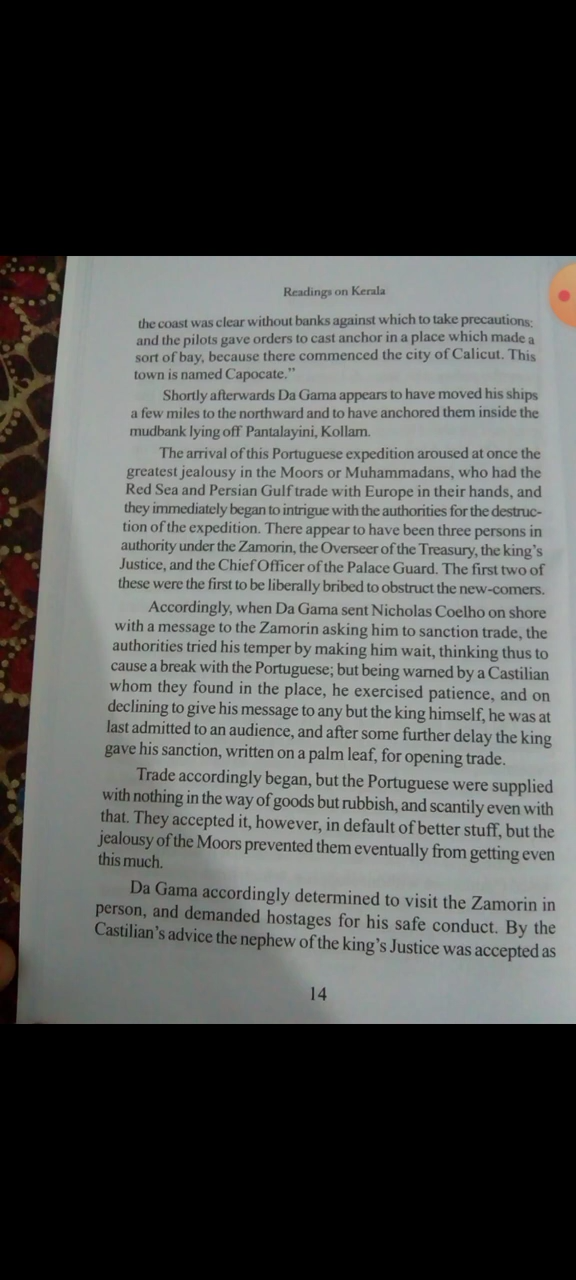 Readings on Kerala
the coast was clear without banks against which to take precautions;
and the pilots gave orders to cast anchor in a place which made a
sort of bay, because there commenced the city of Calicut. This
town is named Capocate."
Shortly afterwards Da Gama appears to have moved his ships
a few miles to the northward and to have anchored them inside the
mudbank lying off Pantalayini, Kollam.
The arrival of this Portuguese expedition aroused at once the
greatest jealousy in the Moors or Muhammadans, who had the
Red Sea and Persian Gulf trade with Europe in their hands, and
they immediately began to intrigue with the authorities for the destruc-
tion of the expedition. There appear to have been three persons in
authority under the Zamorin, the Overseer of the Treasury, the king's
Justice, and the Chief Officer of the Palace Guard. The first two of
these were the first to be liberally bribed to obstruct the new-comers.
Accordingly, when Da Gama sent Nicholas Coelho on shore
with a message to the Zamorin asking him to sanction trade, the
authorities tried his temper by making him wait, thinking thus to
cause a break with the Portuguese; but being warned by a Castilian
whom they found in the place, he exercised patience, and on
declining to give his message to any but the king himself, he was at
last admitted to an audience, and after some further delay the king
gave his sanction, written on a palm leaf, for opening trade.
Trade accordingly began, but the Portuguese were supplied
with nothing in the way of goods but rubbish, and scantily even with
that. They accepted it, however, in default of better stuff, but the
jealousy of the Moors prevented them eventually from getting even
this much.
Da Gama accordingly determined to visit the Zamorin in
person, and demanded hostages for his safe conduct. By the
Castilian's advice the nephew of the king's Justice was accepted as
14